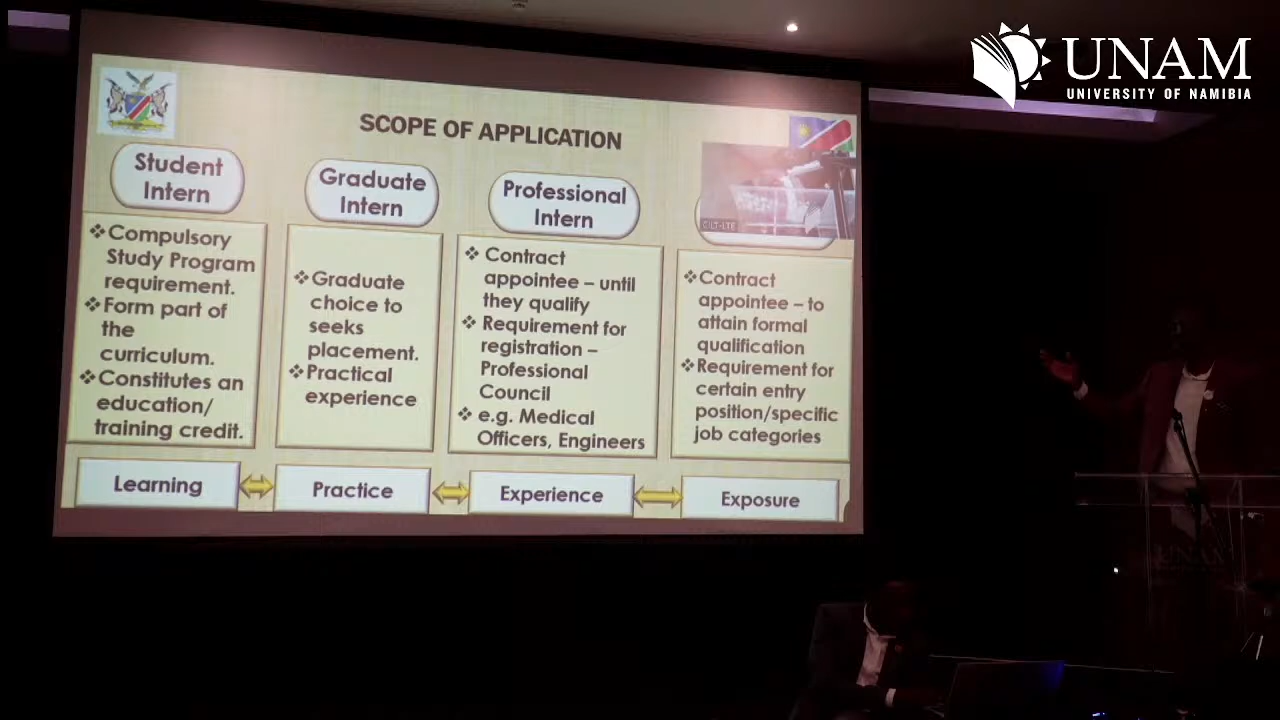 UNAM
UNIVERSITY OF NAMIBIA
SCOPE OF APPLICATION
Student
Intern
❖Compulsory
Study Program
requirement.
❖Form part of
the
curriculum.
❖Constitutes an
education/
training credit.
Learning
Graduate
Intern
❖Graduate
choice to
seeks
placement.
❖Practical
experience
Practice
Professional
Intern
❖ Contract
appointee – until
they qualify
❖ Requirement for
registration –
Professional
Council
❖ e.g. Medical
Officers, Engineers
Experience
CILT-LTE
❖Contract
appointee – to
attain formal
qualification
❖Requirement for
certain entry
position/specific
job categories
Exposure
UNAM